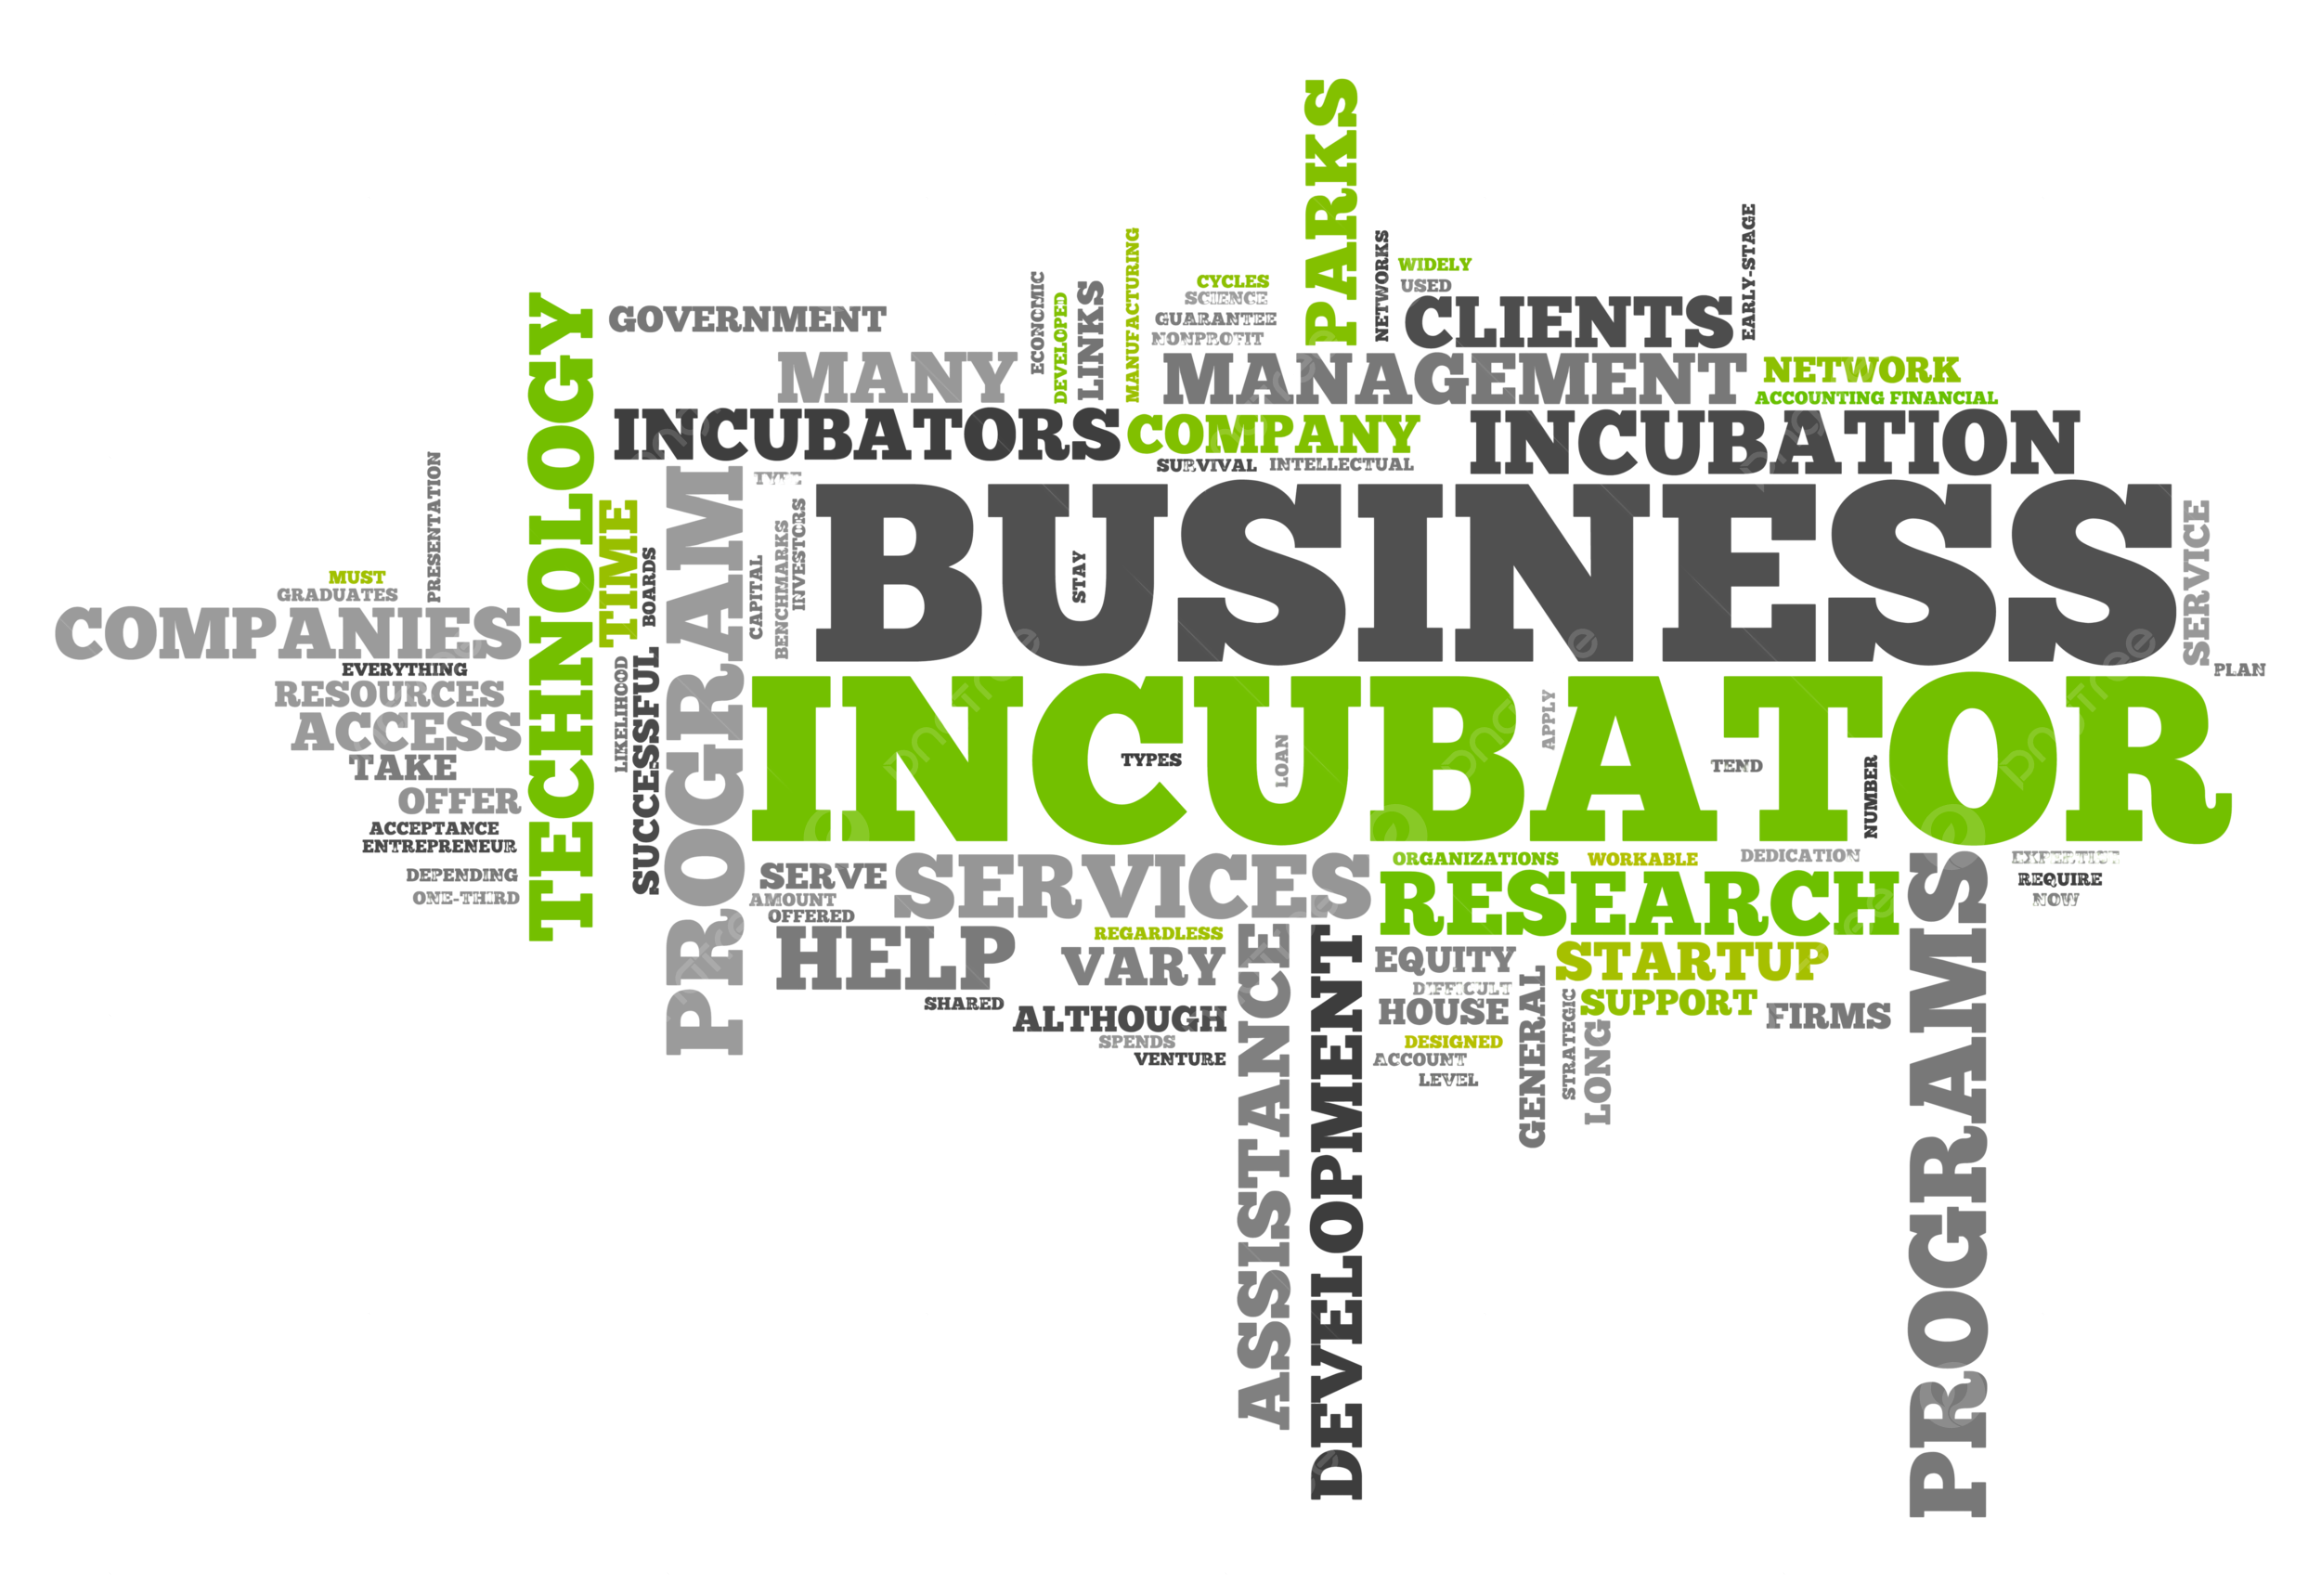 PARKS
EARLY-STAGE
MANUFACTURING
NETWORKS
WIDELY
ECONOMIC
CYCLES
USED
LINKS
DEVELOPED
SCIENCE
TECHNOLOGY
GOVERNMENT
GUARANTEE
CLIENTS
NONPROFIT
MANY
MANAGEMENT
NETWORK
ACCOUNTING FINANCIAL
INCUBATORS
COMPANY
INCUBATION
PRESENTATION
SURVIVAL
INTELLECTUAL
PROGRAM
TYPE
BUSINESS
SERVICE
TIME
INVESTORS
BENCHMARKS
BOARDS
CAPITAL
STAY
MUST
GRADUATES
COMPANIES
EVERYTHING
PLAN
RESOURCES
LIKELIHOOD
SUCCESSFUL
INCUBATOR
APPLY
ACCESS
LOAN
TYPES
TAKE
TEND
NUMBER
OFFER
ACCEPTANCE
ENTREPRENEUR
DEPENDING
ONE-THIRD
SERVE
SERVICES
ORGANIZATIONS
WORKABLE
DEDICATION
EXPERTISE
PROGRAMS
REQUIRE
AMOUNT
RESEARCH
NOW
OFFERED
HELP
REGARDLESS
ASSISTANCE
DEVELOPMENT
VARY
EQUITY
STARTUP
DIFFICULT
GENERAL
STRATEGIC
SUPPORT
SHARED
HOUSE
FIRMS
ALTHOUGH
LONG
SPENDS
DESIGNED
VENTURE
ACCOUNT
LEVEL
pngtree